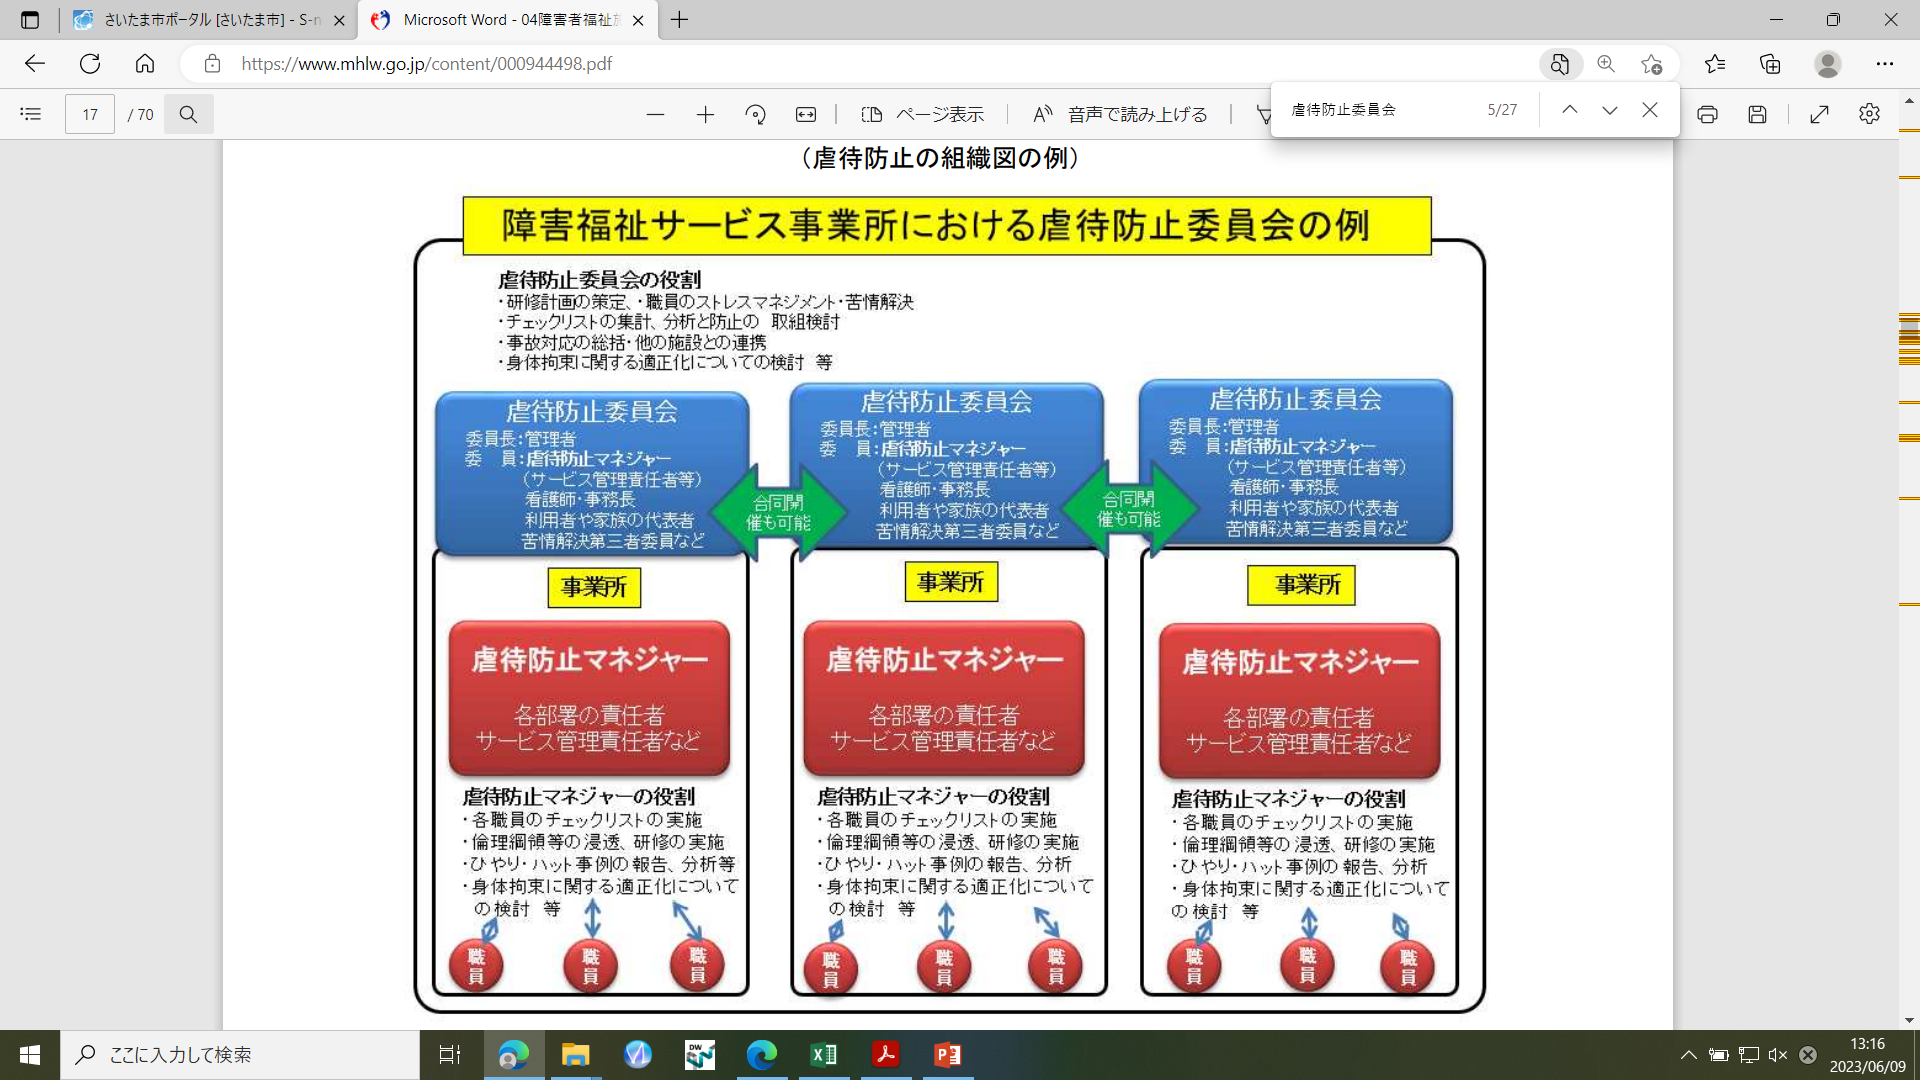 さいたま市ポータル [さいたま市] - S-n
Microsoft Word - 04障害者福祉施
https://www.mhlw.go.jp/content/000944498.pdf
17 / 70
ページ表示
音声で読み上げる
虐待防止委員会 5/27
（虐待防止の組織図の例）
障害福祉サービス事業所における虐待防止委員会の例
虐待防止委員会の役割
・研修計画の策定、・職員のストレスマネジメント・苦情解決
・チェックリストの集計、分析と防止の 取組検討
・事故対応の総括・他の施設との連携
・身体拘束に関する適正化についての検討 等
虐待防止委員会
委員長：管理者
委 員：虐待防止マネジャー
（サービス管理責任者等）
看護師・事務長
利用者や家族の代表者
苦情解決第三者委員など
合同開
催も可能
虐待防止委員会
委員長：管理者
委 員：虐待防止マネジャー
（サービス管理責任者等）
看護師・事務長
利用者や家族の代表者
苦情解決第三者委員など
合同開
催も可能
虐待防止委員会
委員長：管理者
委 員：虐待防止マネジャー
（サービス管理責任者等）
看護師・事務長
利用者や家族の代表者
苦情解決第三者委員など
事業所
虐待防止マネジャー
各部署の責任者
サービス管理責任者など
虐待防止マネジャーの役割
・各職員のチェックリストの実施
・倫理綱領等の浸透、研修の実施
・ひやり・ハット事例の報告、分析等
・身体拘束に関する適正化について
の検討 等
職員
職員
職員
事業所
虐待防止マネジャー
各部署の責任者
サービス管理責任者など
虐待防止マネジャーの役割
・各職員のチェックリストの実施
・倫理綱領等の浸透、研修の実施
・ひやり・ハット事例の報告、分析
・身体拘束に関する適正化について
の検討 等
職員
職員
職員
事業所
虐待防止マネジャー
各部署の責任者
サービス管理責任者など
虐待防止マネジャーの役割
・各職員のチェックリストの実施
・倫理綱領等の浸透、研修の実施
・ひやり・ハット事例の報告、分析
・身体拘束に関する適正化について
の検討 等
職員
職員
職員
ここに入力して検索
DW
13:16
2023/06/09